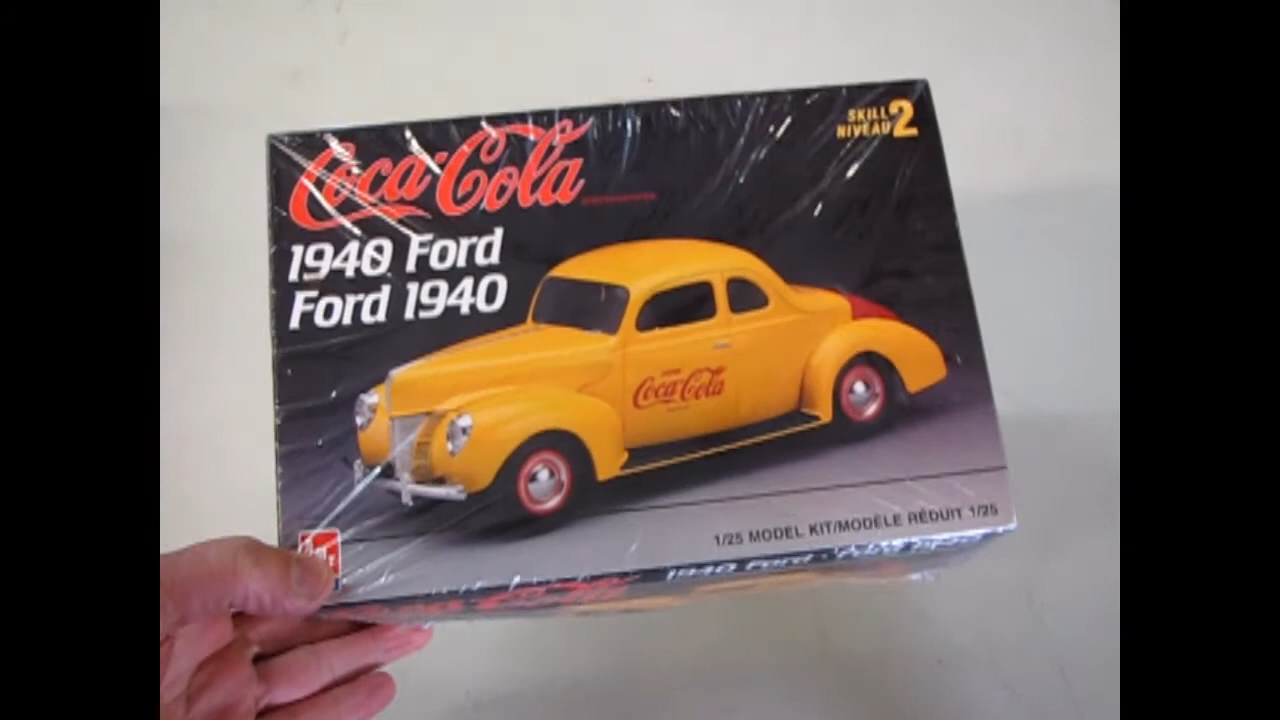 Coca-Cola
SKILL
NIVEAU 2
1940 Ford
Ford 1940
Coca-Cola
1/25 MODEL KIT/MODÈLE RÉDUIT 1/25
1940 Ford